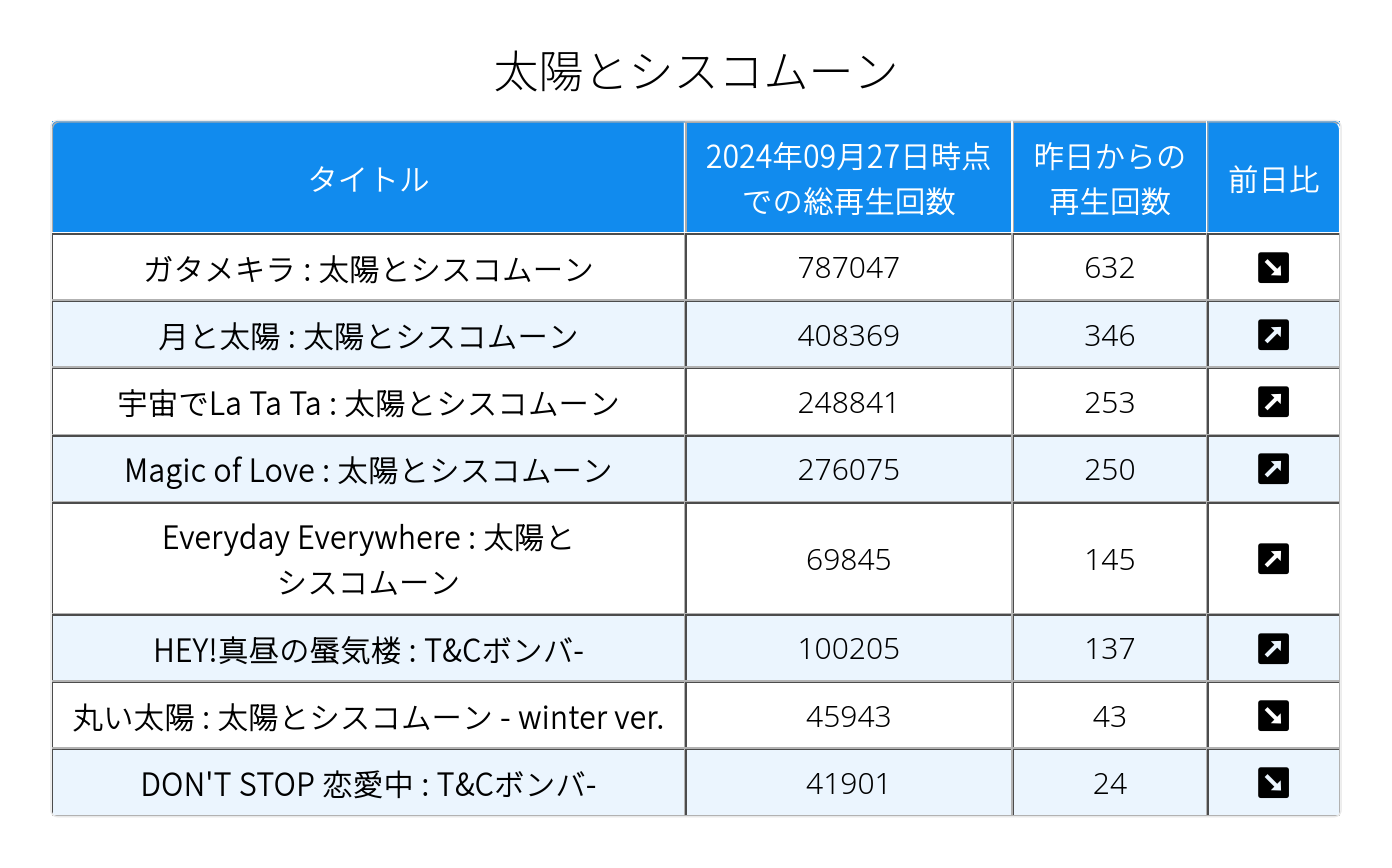 太陽とシスコムーン
タイトル
2024年09月27日時点
での総再生回数
昨日からの
再生回数
前日比
ガタメキラ : 太陽とシスコムーン
787047
632
月と太陽 : 太陽とシスコムーン
408369
346
宇宙でLa Ta Ta : 太陽とシスコムーン
248841
253
Magic of Love : 太陽とシスコムーン
276075
250
Everyday Everywhere : 太陽と
シスコムーン
69845
145
HEY!真昼の蜃気楼 : T&Cボンバ-
100205
137
丸い太陽 : 太陽とシスコムーン - winter ver.
45943
43
DON'T STOP 恋愛中 : T&Cボンバ-
41901
24